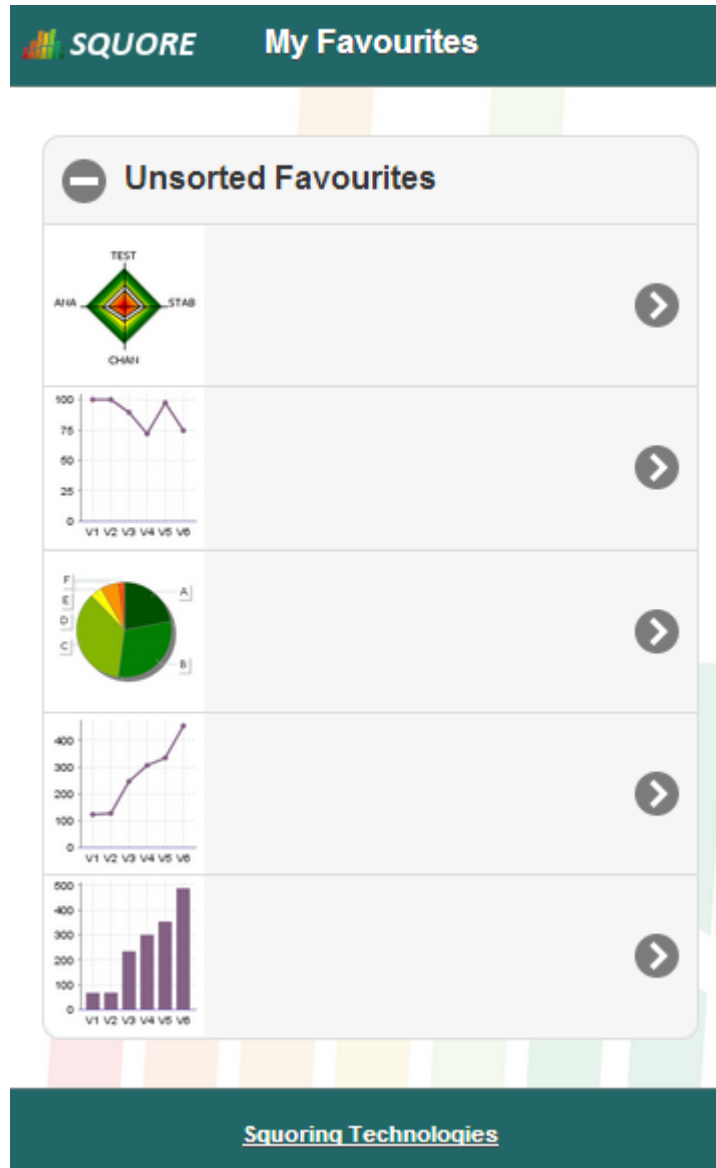 SQUORE My Favourites
Unsorted Favourites
TEST
ANA STAB
CHAN
100
75
50
25
0
V1 V2 V3 V4 V5 V6
F
E A
D
C
B
400
300
200
100
0
V1 V2 V3 V4 V5 V6
500
400
300
200
100
0
V1 V2 V3 V4 V5 V6
Squoring Technologies